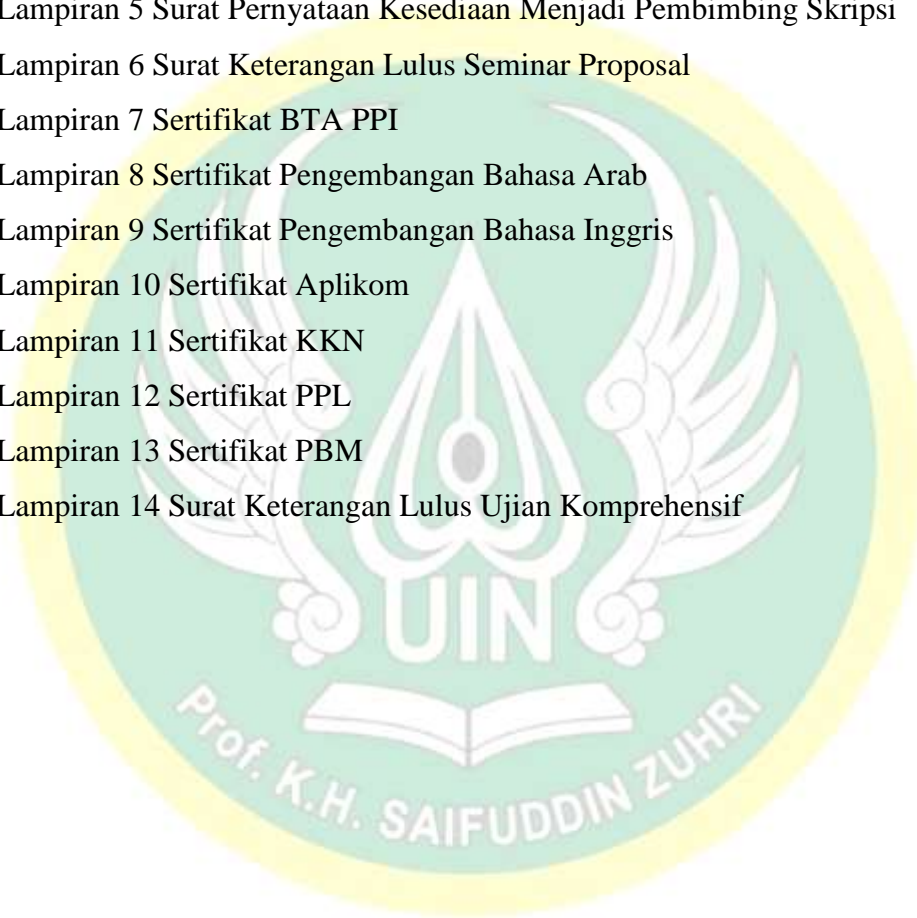 Lampiran 5 Surat Pernyataan Kesediaan Menjadi Pembimbing Skripsi
Lampiran 6 Surat Keterangan Lulus Seminar Proposal
Lampiran 7 Sertifikat BTA PPI
Lampiran 8 Sertifikat Pengembangan Bahasa Arab
Lampiran 9 Sertifikat Pengembangan Bahasa Inggris
Lampiran 10 Sertifikat Aplikom
Lampiran 11 Sertifikat KKN
Lampiran 12 Sertifikat PPL
Lampiran 13 Sertifikat PBM
Lampiran 14 Surat Keterangan Lulus Ujian Komprehensif
UIN
Prof. K.H. SAIFUDDIN ZUHRI